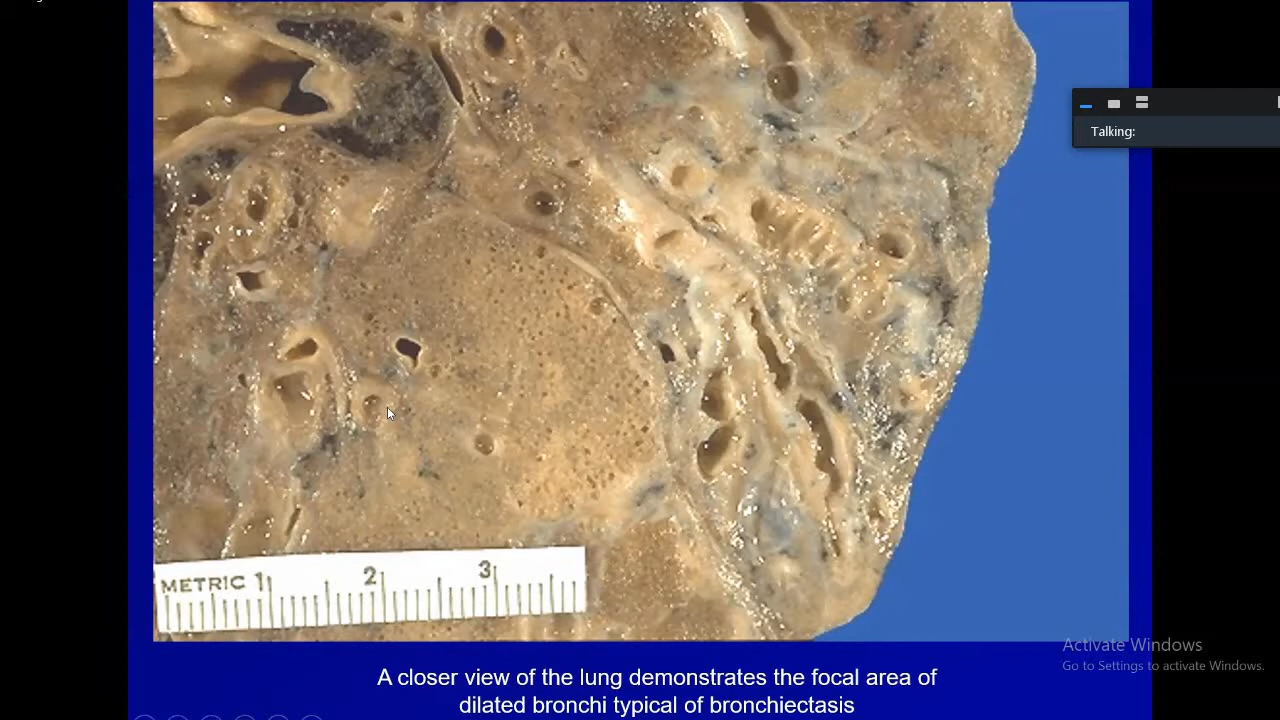 Talking:
METRIC 1 2 3
Activate Windows
Go to Settings to activate Windows.
A closer view of the lung demonstrates the focal area of
dilated bronchi typical of bronchiectasis